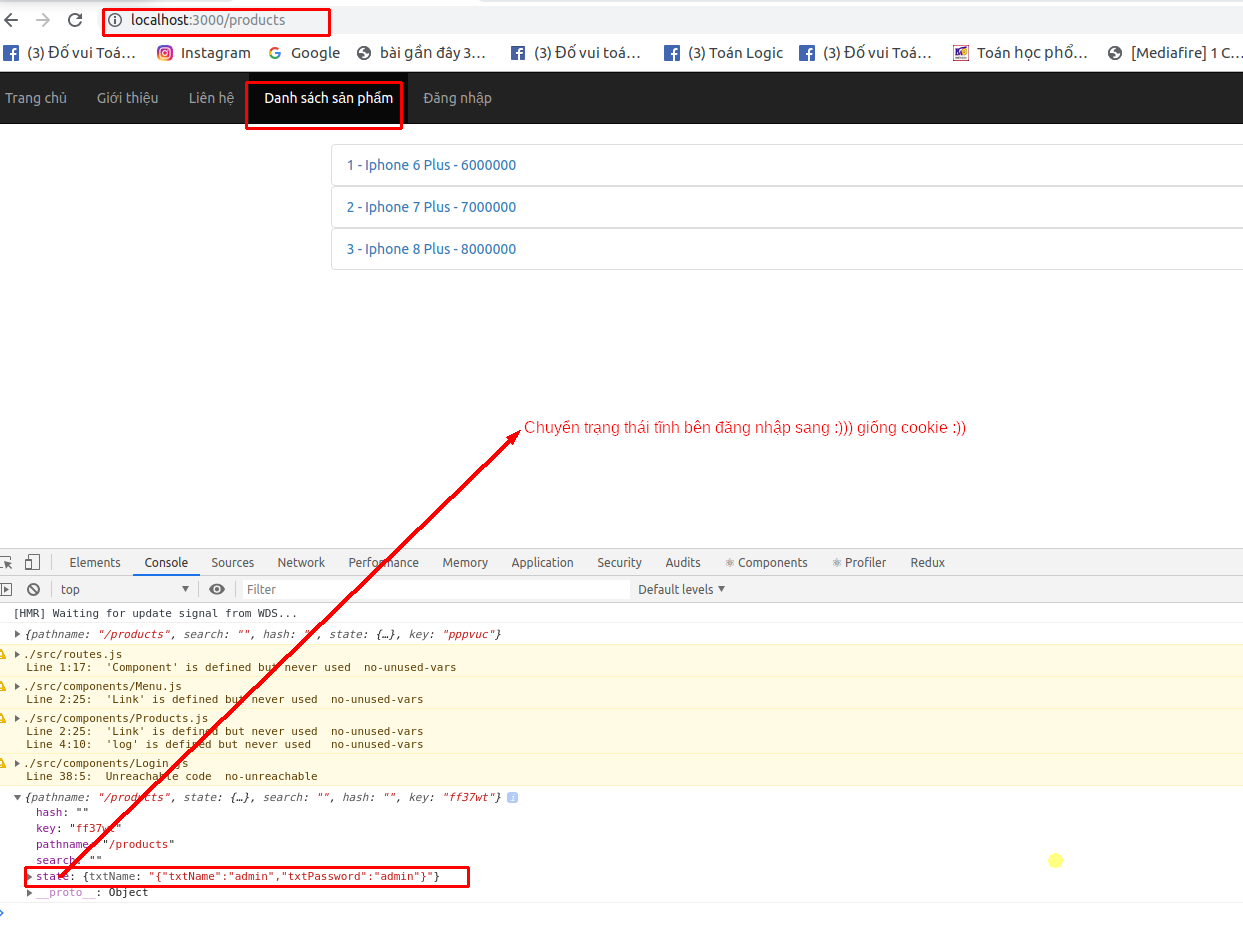 localhost:3000/products
(3) Đố vui Toá... Instagram Google bài gần đây 3... (3) Đố vui toá... (3) Toán Logic (3) Đố vui Toá... Toán học phổ... [Mediafire] 1 C...
Trang chủ Giới thiệu Liên hệ Danh sách sản phẩm Đăng nhập
1 - Iphone 6 Plus - 6000000
2 - Iphone 7 Plus - 7000000
3 - Iphone 8 Plus - 8000000
Chuyển trạng thái tĩnh bên đăng nhập sang :))) giống cookie :))
Elements Console Sources Network Performance Memory Application Security Audits Components Profiler Redux
top Filter Default levels
[HMR] Waiting for update signal from WDS...
{pathname: "/products", search: "", hash: "", state: {…}, key: "pppvuc"}
./src/routes.js
Line 1:17: 'Component' is defined but never used no-unused-vars
./src/components/Menu.js
Line 2:25: 'Link' is defined but never used no-unused-vars
./src/components/Products.js
Line 2:25: 'Link' is defined but never used no-unused-vars
Line 4:10: 'log' is defined but never used no-unused-vars
./src/components/Login.js
Line 38:5: Unreachable code no-unreachable
{pathname: "/products", state: {…}, search: "", hash: "", key: "ff37wt"}
hash: ""
key: "ff37wt"
pathname: "/products"
search: ""
state: {txtName: "{"txtName":"admin","txtPassword":"admin"}"}
__proto__: Object